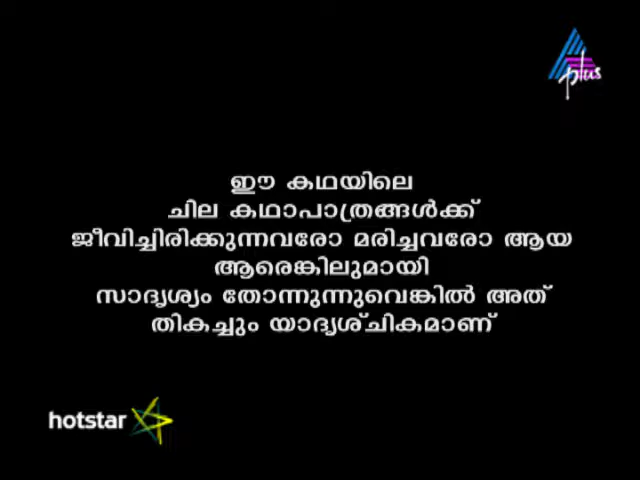 plus
ഈ കഥയിലെ
ചില കഥാപാത്രങ്ങൾക്ക്
ജീവിച്ചിരിക്കുന്നവരോ മരിച്ചവരോ ആയ
ആരെങ്കിലുമായി
സാദൃശ്യം തോന്നുന്നുവെങ്കിൽ അത്
തികച്ചും യാദൃശ്ചികമാണ്
hotstar